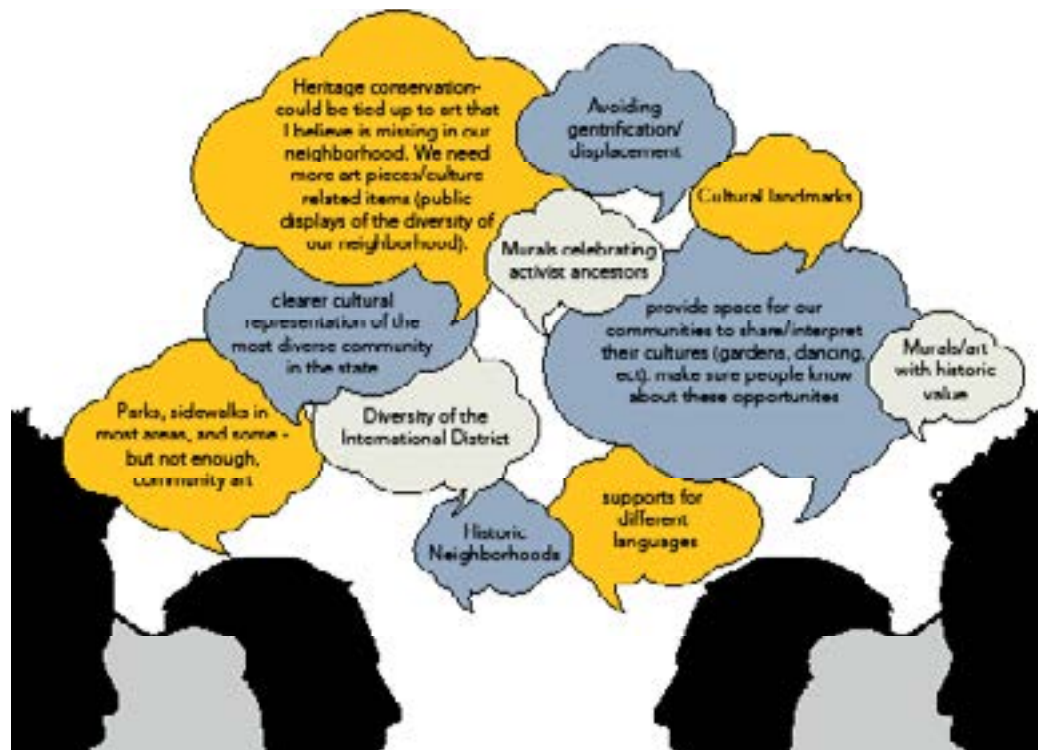 Heritage conservation-
could be tied up to art that
I believe is missing in our
neighborhood. We need
more art pieces/culture
related items (public
displays of the diversity of
our neighborhood).
Avoiding
gentrification/
displacement
Cultural landmarks
Murals celebrating
activist ancestors
clearer cultural
representation of the
most diverse community
in the state
provide space for our
communities to share/interpret
their cultures (gardens, dancing,
ect). make sure people know
about these opportunites
Murals/art
with historic
value
Parks, sidewalks in
most areas, and some -
but not enough,
community art
Diversity of the
International District
supports for
different
languages
Historic
Neighborhoods